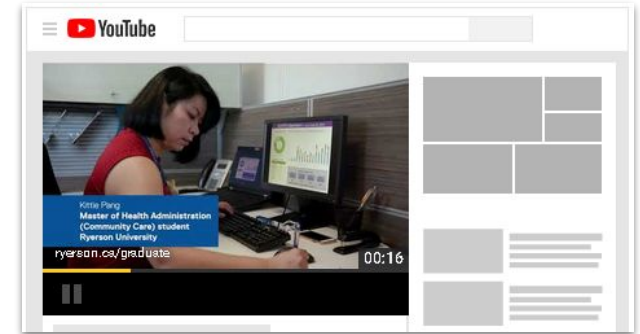 YouTube
Kittie Pang
Master of Health Administration
(Community Care) student
Ryerson University
ryerson.ca/graduate
00:16